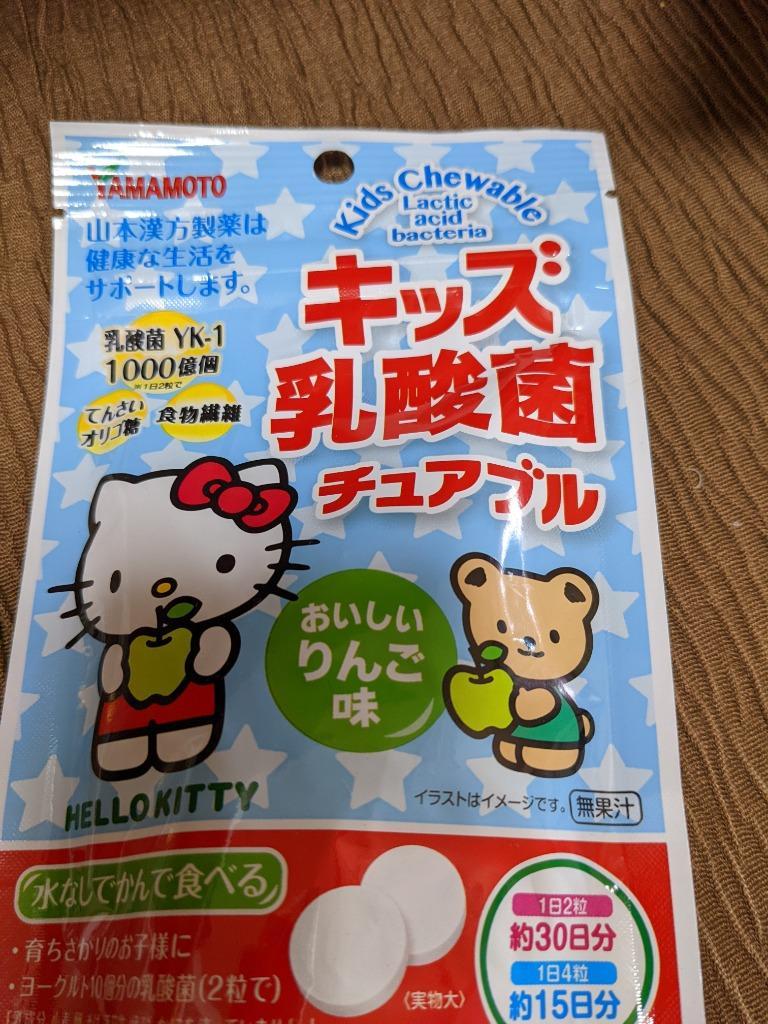 YAMAMOTO
山本漢方製薬は
健康な生活を
サポートします。
Kids Chewable
Lactic
acid
bacteria
キッズ
乳酸菌
チュアブル
乳酸菌 YK-1
1000億個
※1日2粒で
てんさい
オリゴ糖
食物繊維
おいしい
りんご
味
HELLO KITTY
イラストはイメージです。
無果汁
水なしでかんで食べる
・育ちざかりのお子様に
・ヨーグルト10個分の乳酸菌(2粒で)
〈実物大〉
1日2粒
約30日分
1日4粒
約15日分